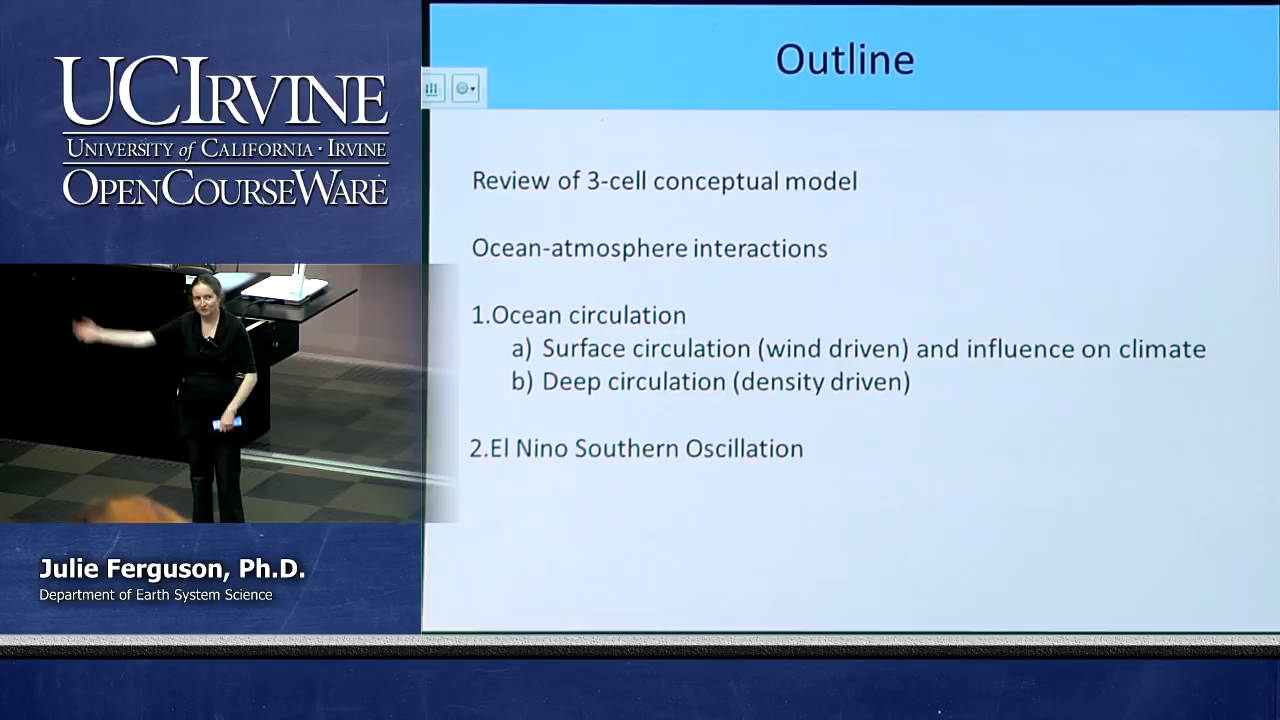 UCIRVINE
UNIVERSITY of CALIFORNIA · IRVINE
OPENCOURSEWARE
Julie Ferguson, Ph.D.
Department of Earth System Science
Outline
Review of 3-cell conceptual model
Ocean-atmosphere interactions
1.Ocean circulation
a) Surface circulation (wind driven) and influence on climate
b) Deep circulation (density driven)
2.El Nino Southern Oscillation